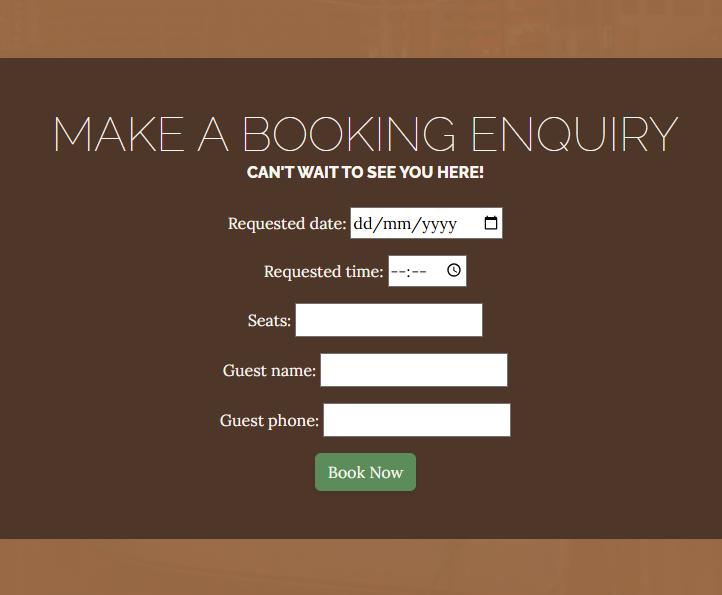 MAKE A BOOKING ENQUIRY
CAN'T WAIT TO SEE YOU HERE!
Requested date: dd/mm/yyyy
Requested time: --:--
Seats:
Guest name:
Guest phone:
Book Now